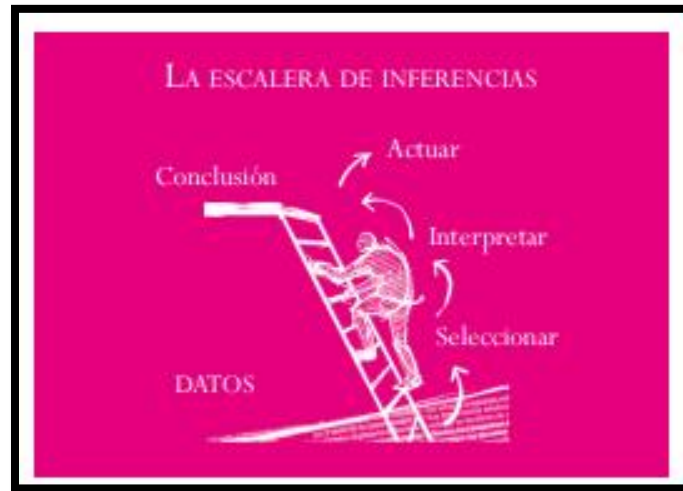 LA ESCALERA DE INFERENCIAS
Actuar
Conclusión
Interpretar
Seleccionar
DATOS